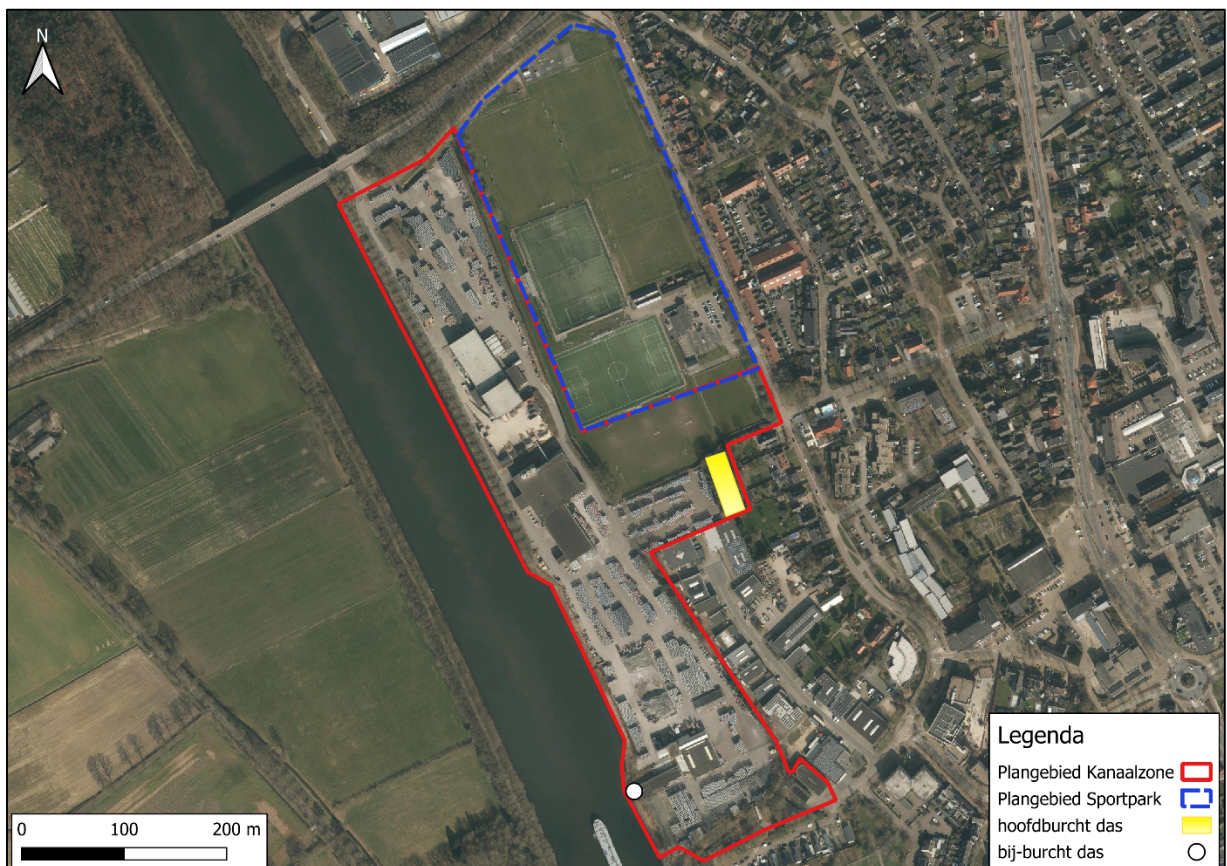 N
Legenda
Plangebied Kanaalzone
Plangebied Sportpark
hoofdburcht das
bij-burcht das
0 100 200 m